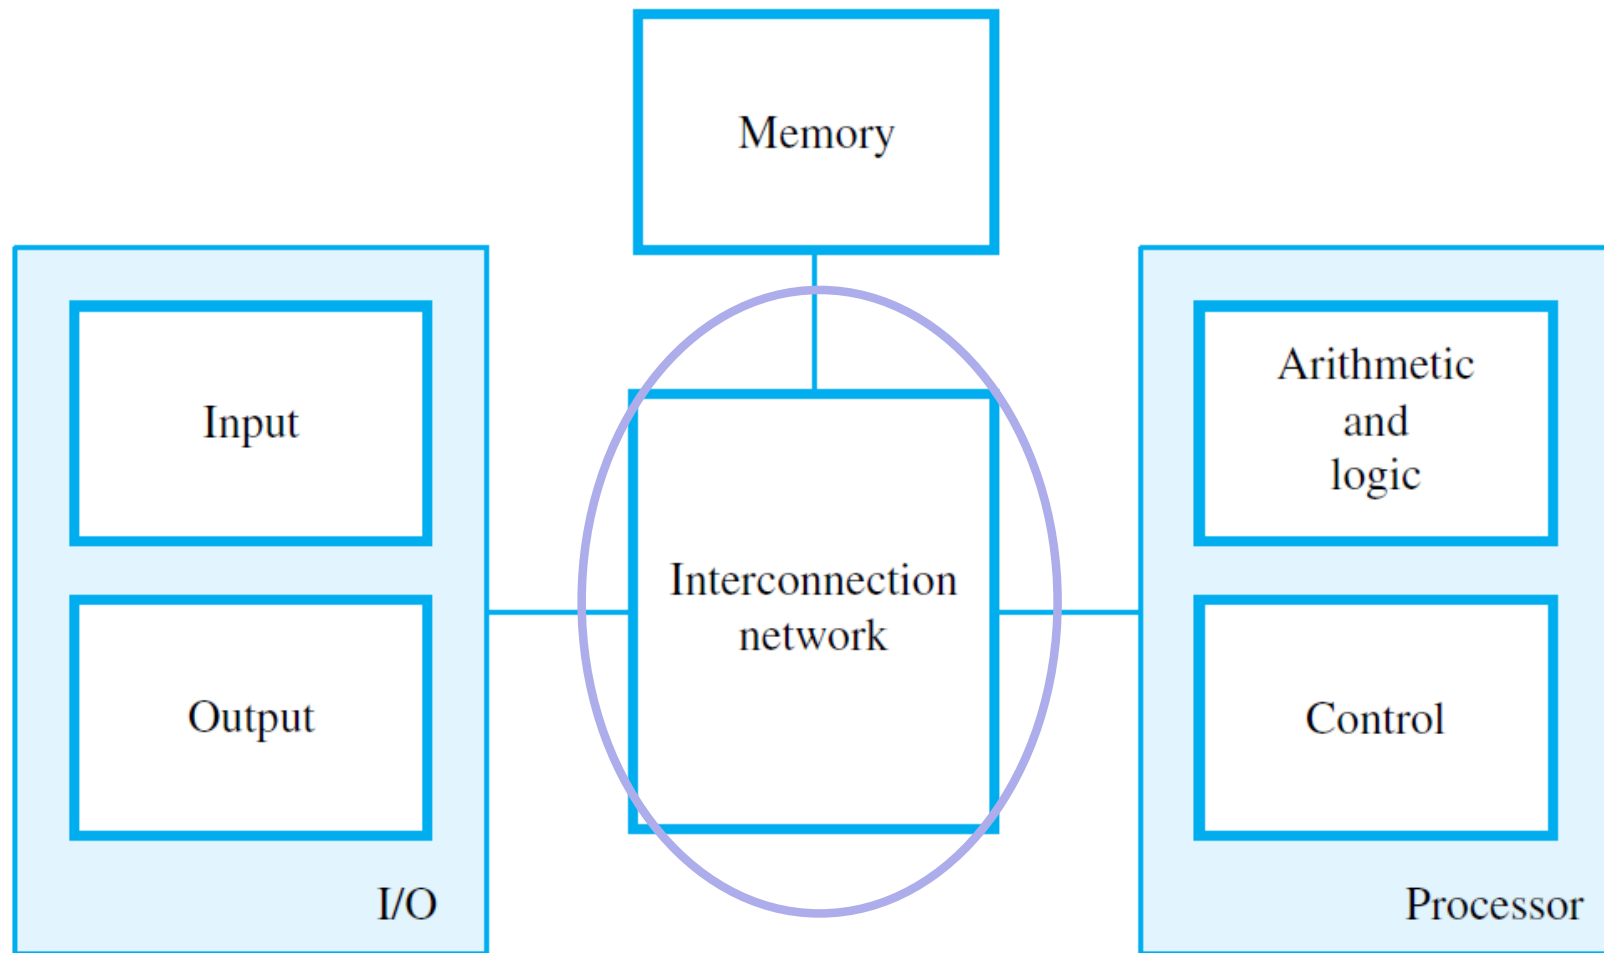 Memory
Input
Output
I/O
Interconnection
network
Arithmetic
and
logic
Control
Processor